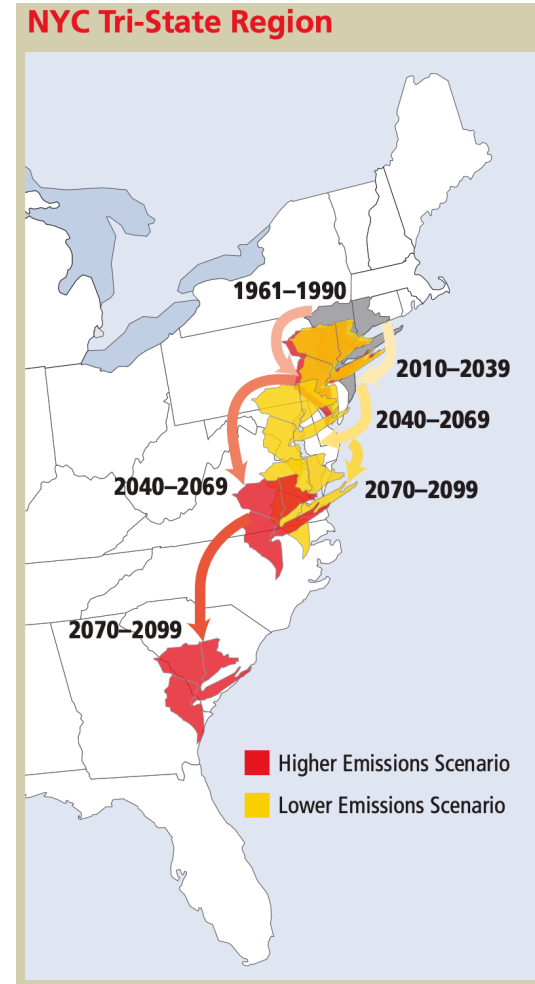 NYC Tri-State Region
1961–1990
2010–2039
2040–2069
2040–2069
2070–2099
2070–2099
Higher Emissions Scenario
Lower Emissions Scenario